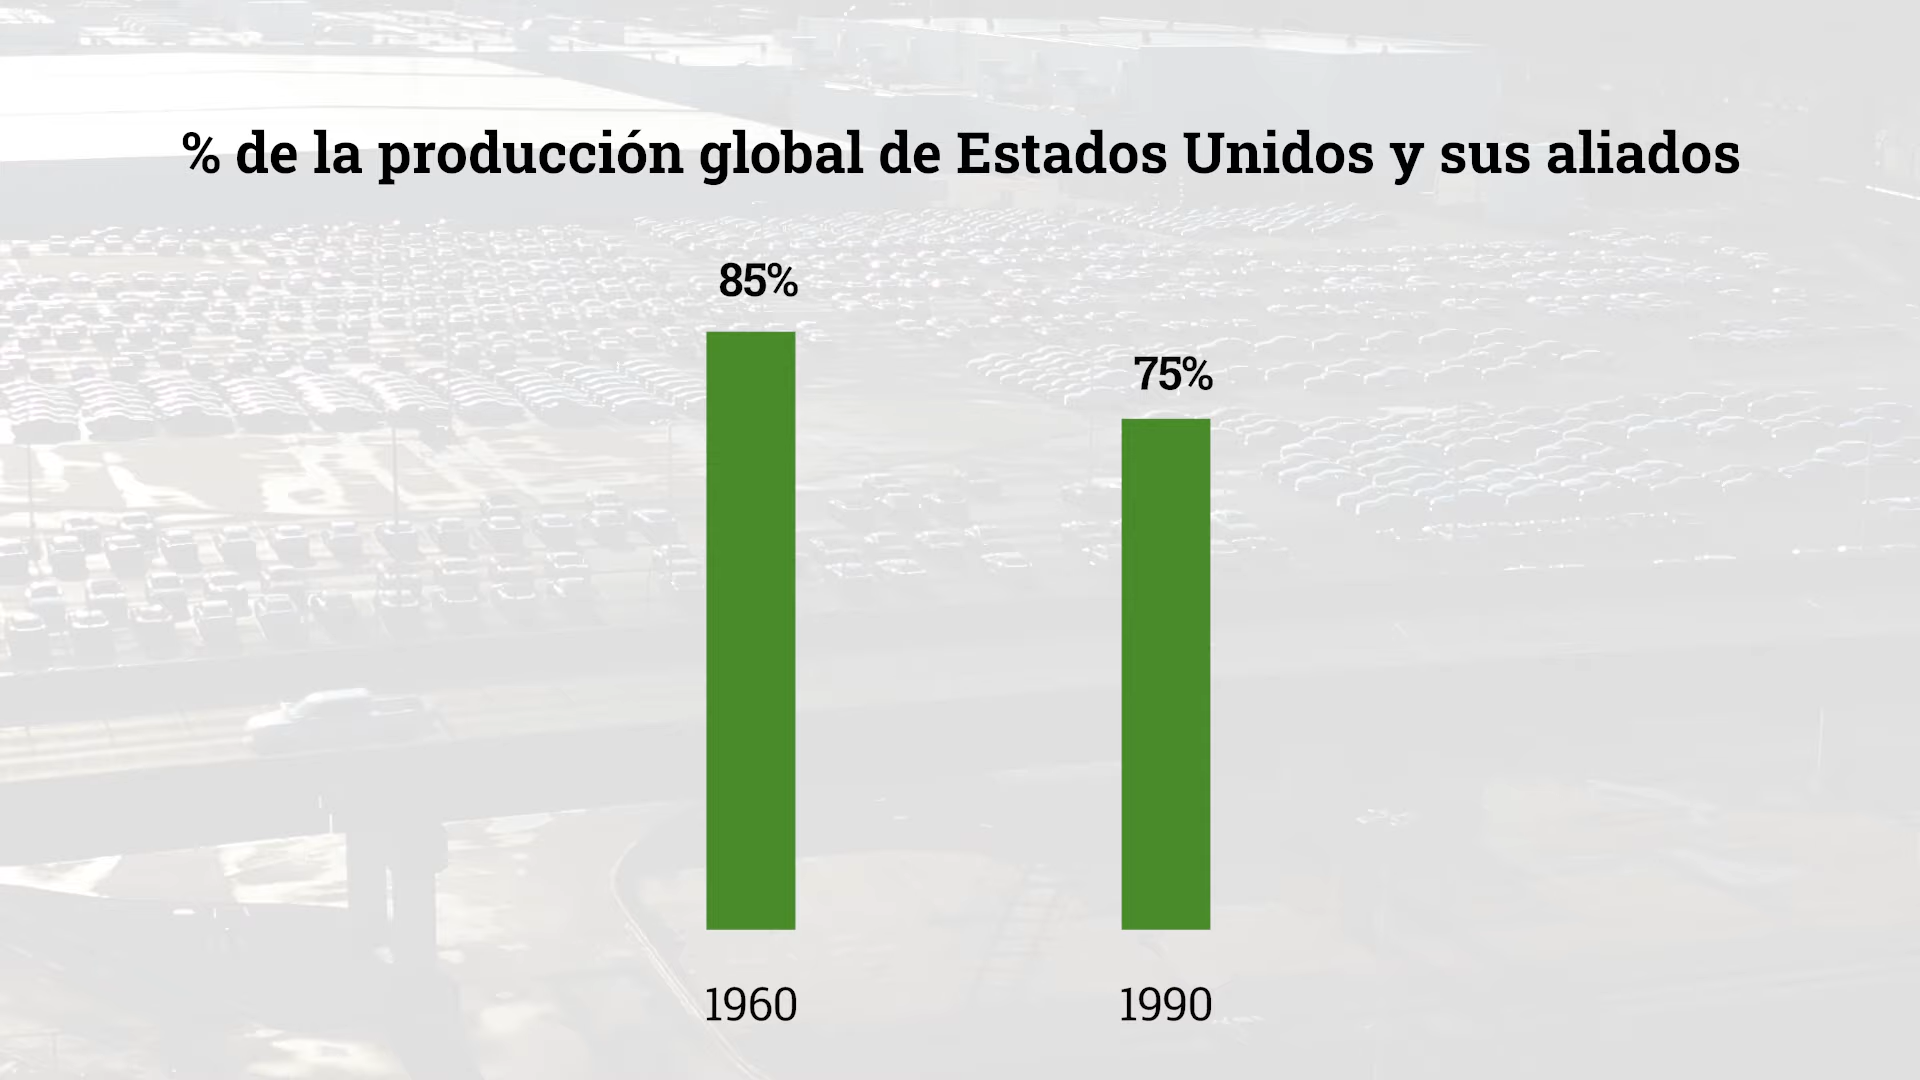 % de la producción global de Estados Unidos y sus aliados
85%
75%
1960
1990